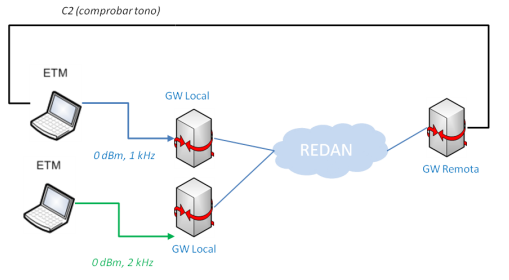 C2 (comprobar tono)
ETM
GW Local
0 dBm, 1 kHz
REDAN
GW Remota
ETM
GW Local
0 dBm, 2 kHz